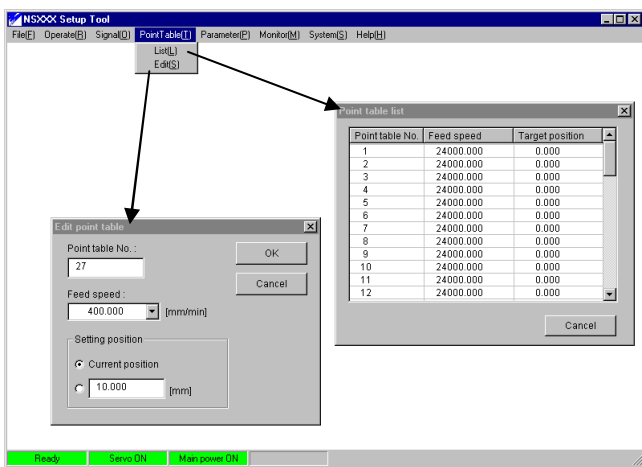 NSXXX Setup Tool
File(F) Operate(R) Signal(O) PointTable(T) Parameter(P) Monitor(M) System(S) Help(H)
List(L)
Edit(S)
Point table list
Point table No. Feed speed Target position
1 24000.000 0.000
2 24000.000 0.000
3 24000.000 0.000
4 24000.000 0.000
5 24000.000 0.000
6 24000.000 0.000
7 24000.000 0.000
8 24000.000 0.000
9 24000.000 0.000
10 24000.000 0.000
11 24000.000 0.000
12 24000.000 0.000
Cancel
Edit point table
Point table No. :
27
OK
Cancel
Feed speed :
400.000 [mm/min]
Setting position
Current position
10.000 [mm]
Ready Servo ON Main power ON